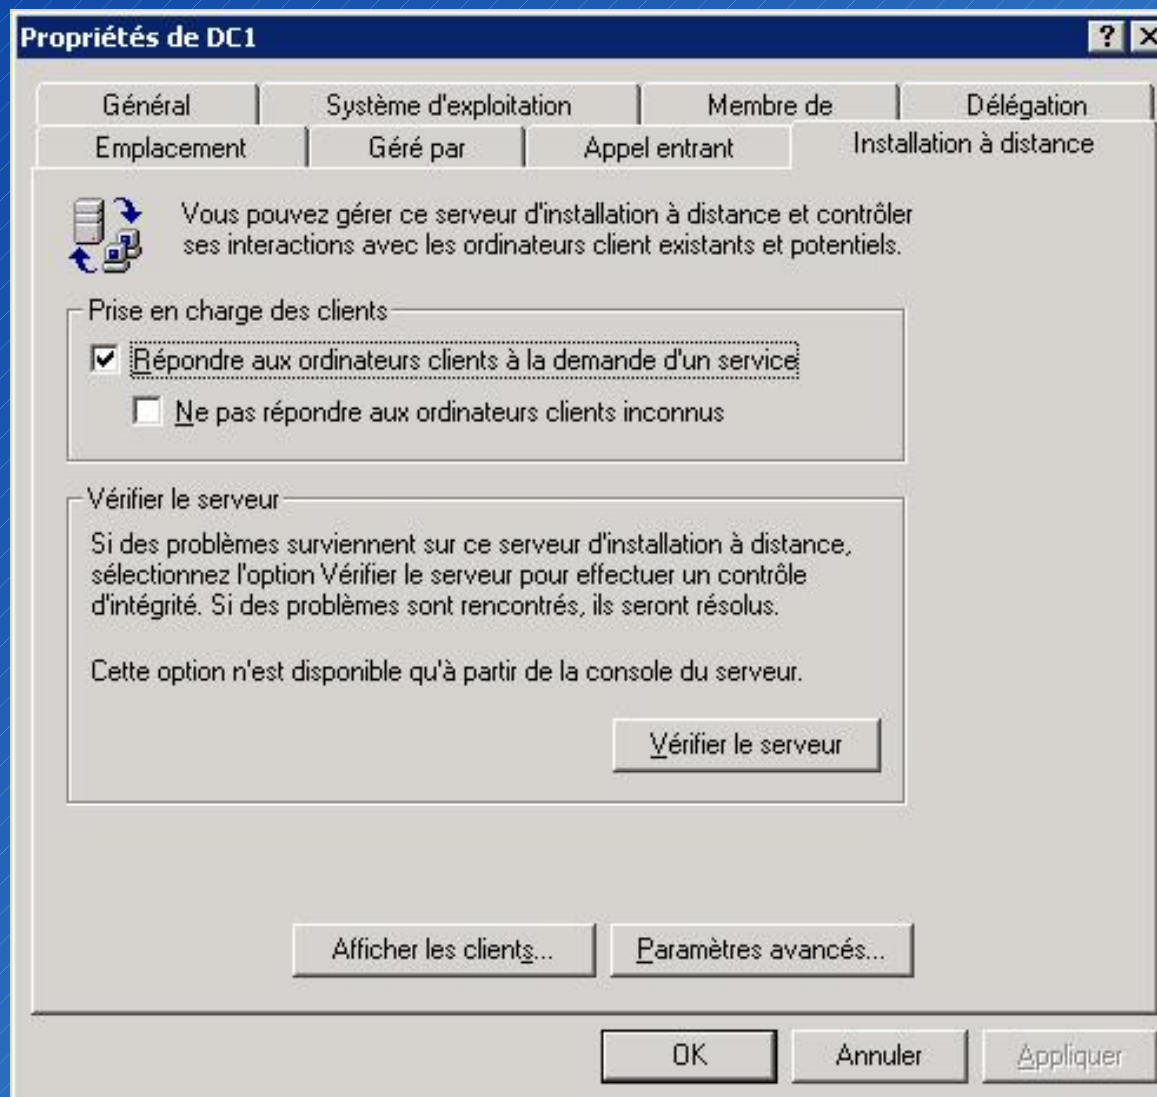 Propriétés de DC1
Général
Système d'exploitation
Membre de
Délégation
Emplacement
Géré par
Appel entrant
Installation à distance
Vous pouvez gérer ce serveur d'installation à distance et contrôler
ses interactions avec les ordinateurs client existants et potentiels.
Prise en charge des clients
Répondre aux ordinateurs clients à la demande d'un service
Ne pas répondre aux ordinateurs clients inconnus
Vérifier le serveur
Si des problèmes surviennent sur ce serveur d'installation à distance,
sélectionnez l'option Vérifier le serveur pour effectuer un contrôle
d'intégrité. Si des problèmes sont rencontrés, ils seront résolus.
Cette option n'est disponible qu'à partir de la console du serveur.
Vérifier le serveur
Afficher les clients...
Paramètres avancés...
OK
Annuler
Appliquer